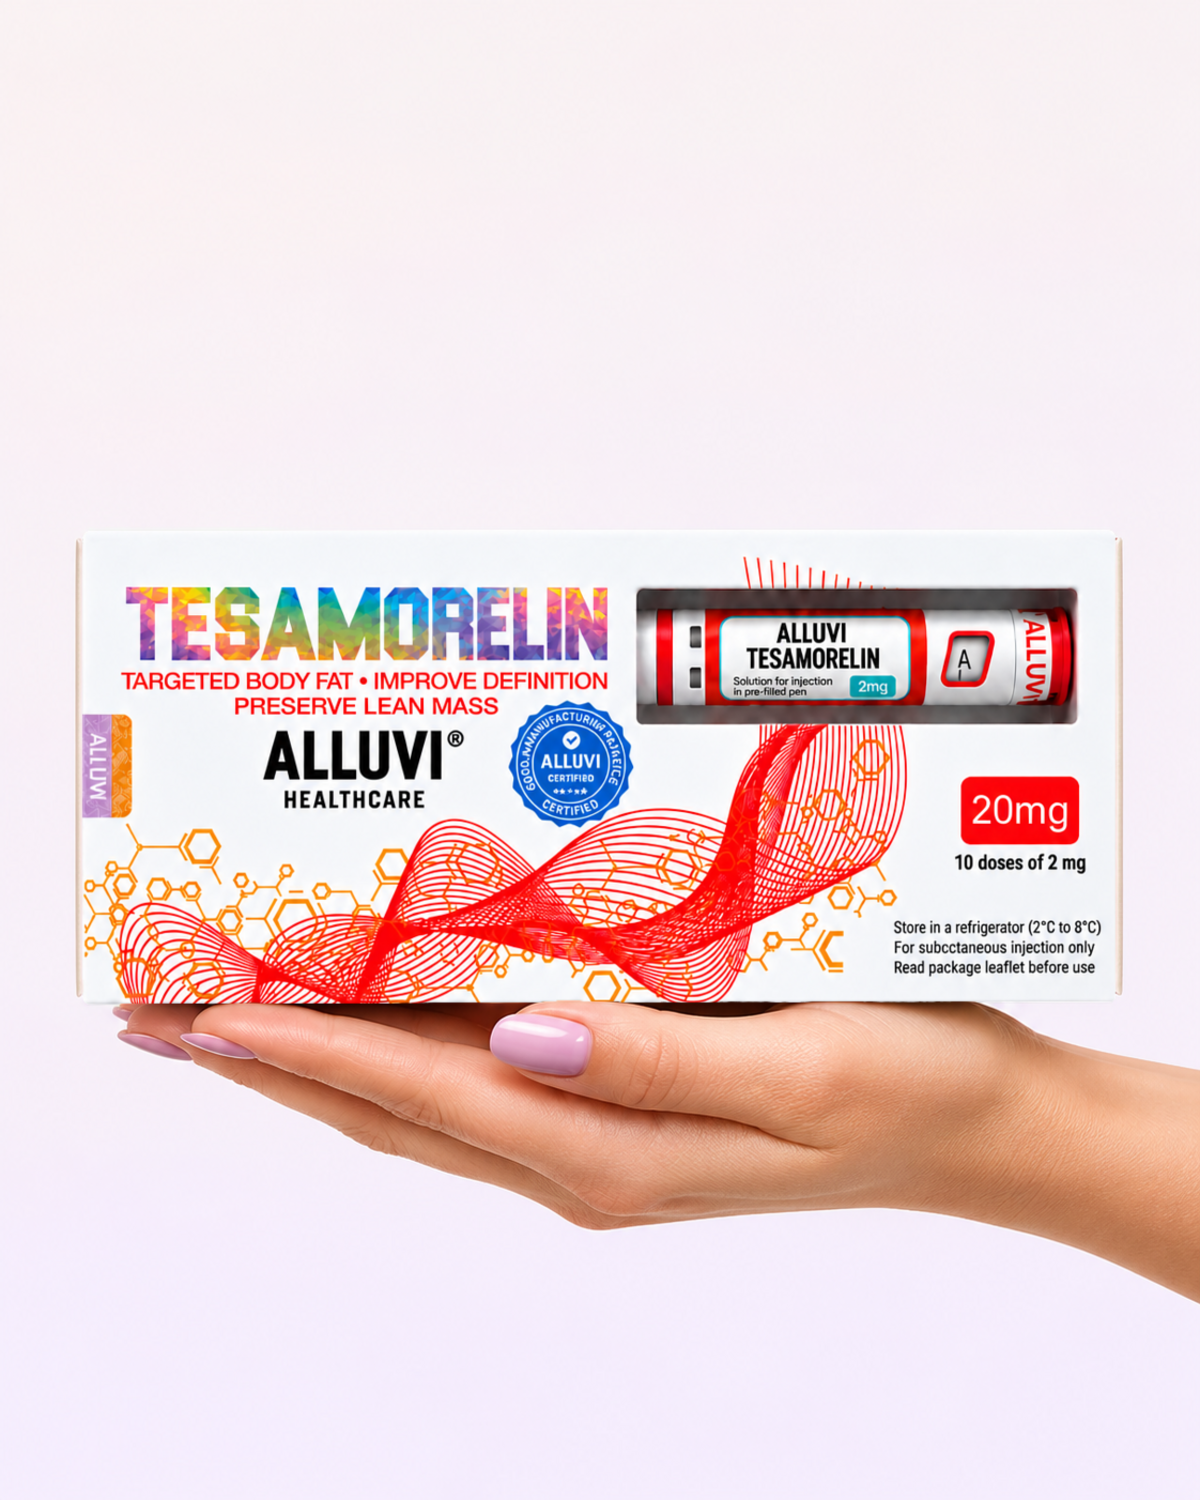 TESAMORELIN
TARGETED BODY FAT • IMPROVE DEFINITION
PRESERVE LEAN MASS
ALLUVI®
HEALTHCARE
ALLUVI
CERTIFIED
CERTIFIED
ALLUVI
TESAMORELIN
Solution for injection
in pre-filled pen
2mg
A
ALLUVI
20mg
10 doses of 2 mg
Store in a refrigerator (2°C to 8°C)
For subcctaneous injection only
Read package leaflet before use